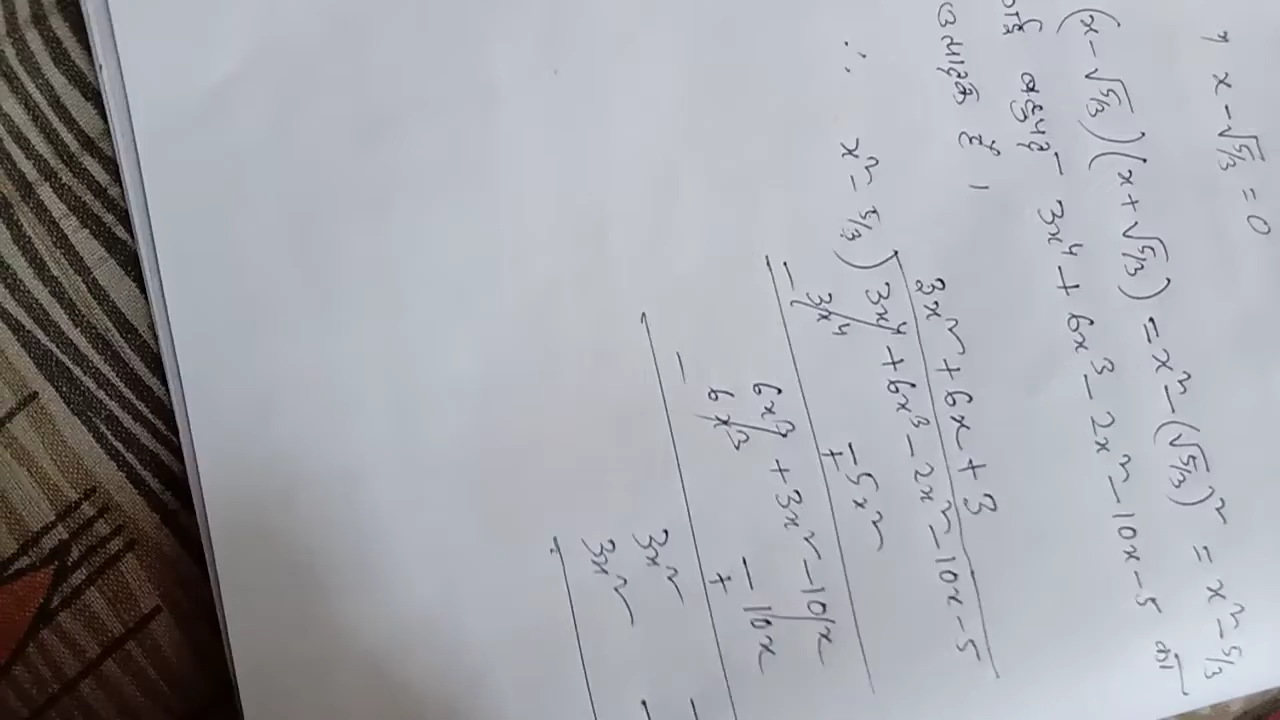 , x - √5/3 = 0
(x - √5/3)(x + √5/3) = x² - (√5/3)² = x² - 5/3
बहुपद 3x⁴ + 6x³ - 2x² - 10x - 5 का
है ।
3x² + 6x + 3
∴ x² - 5/3 ) 3x⁴ + 6x³ - 2x² - 10x - 5
3x⁴ - 5x²
- +
6x³ + 3x² - 10x
6x³ - 10x
- +
3x² -
3x² -